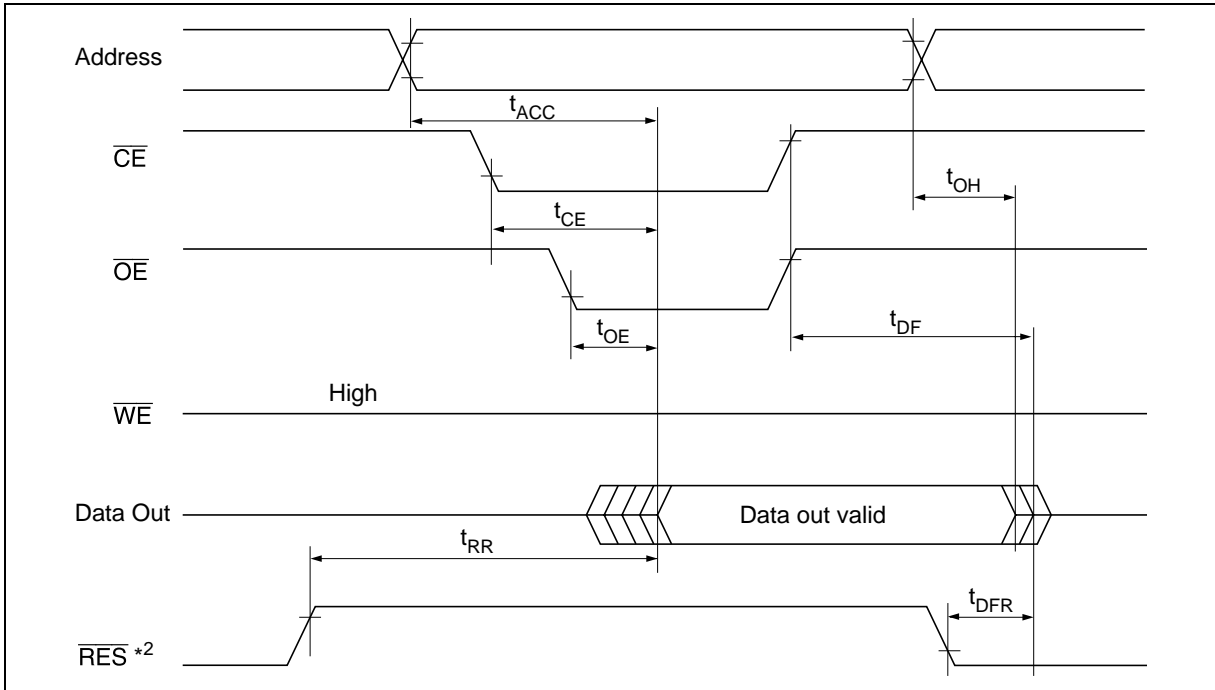 Address
tACC
CE
tOH
tCE
OE
tDF
tOE
High
WE
Data Out
Data out valid
tRR
tDFR
RES *2